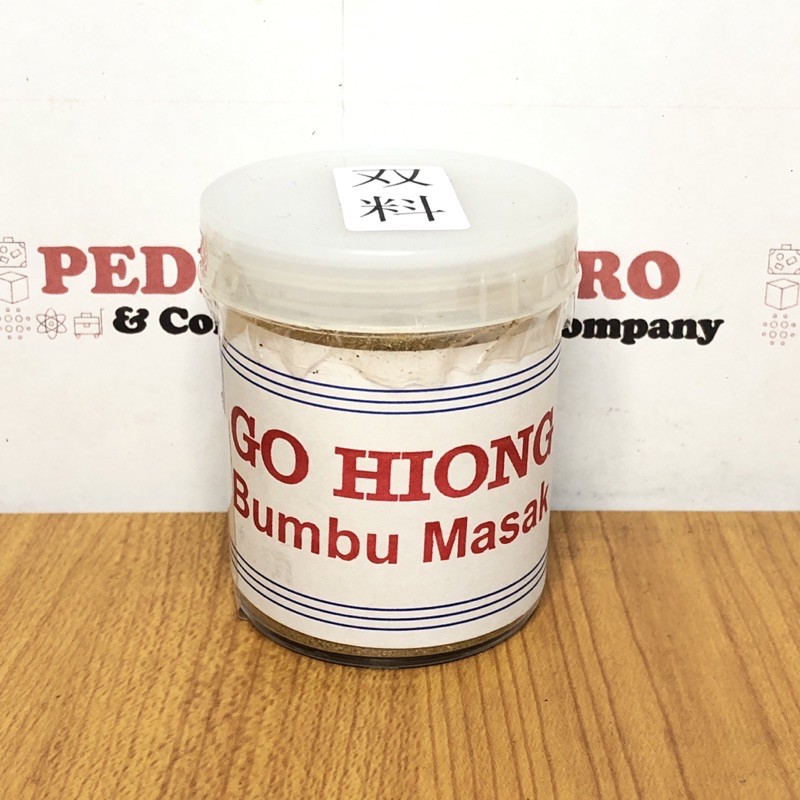 双
料
PED
RO
& Co
ompany
GO HIONG
Bumbu Masak